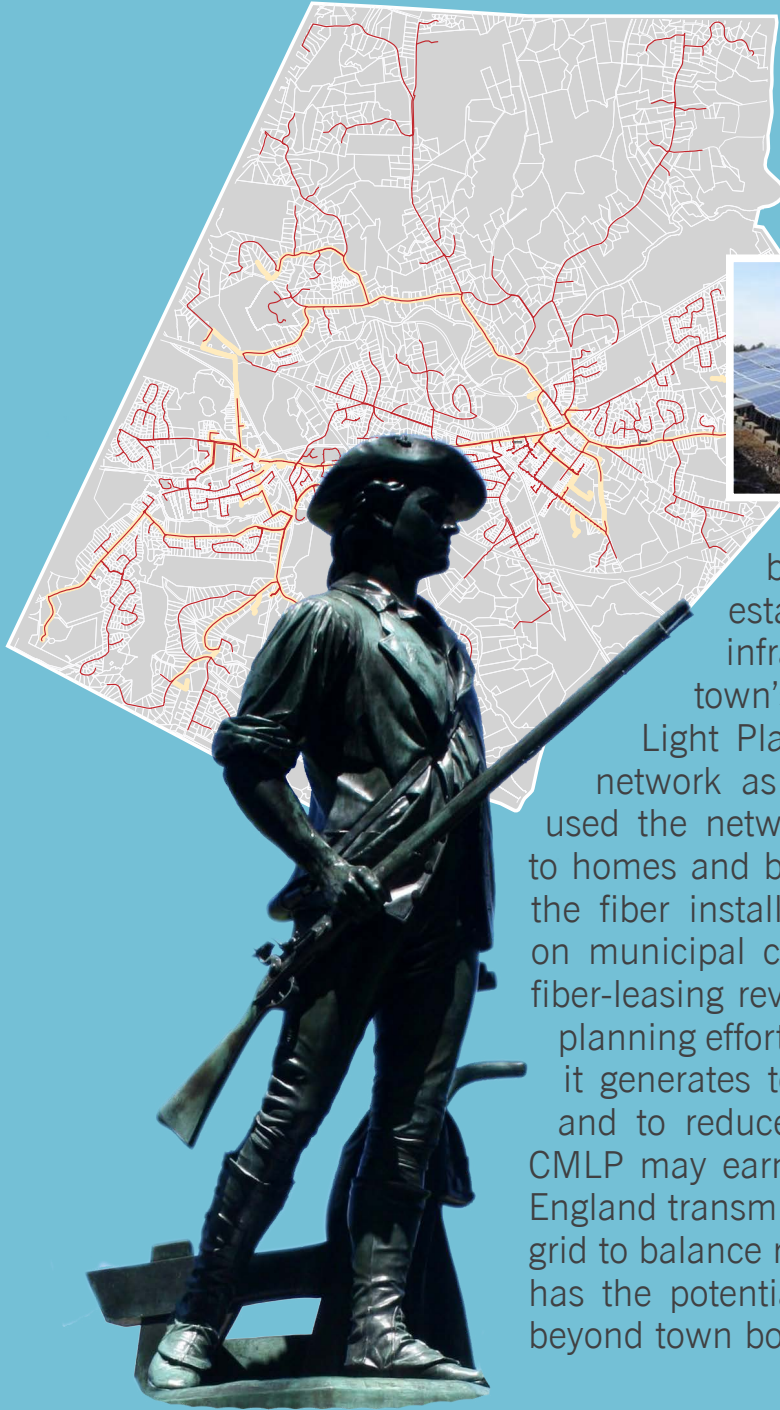 b
esta
infra
town'
Light Pla
network as
used the netw
to homes and b
the fiber install
on municipal c
fiber-leasing rev
planning effort
it generates t
and to reduce
CMLP may earn
England transm
grid to balance
has the potentia
beyond town bo